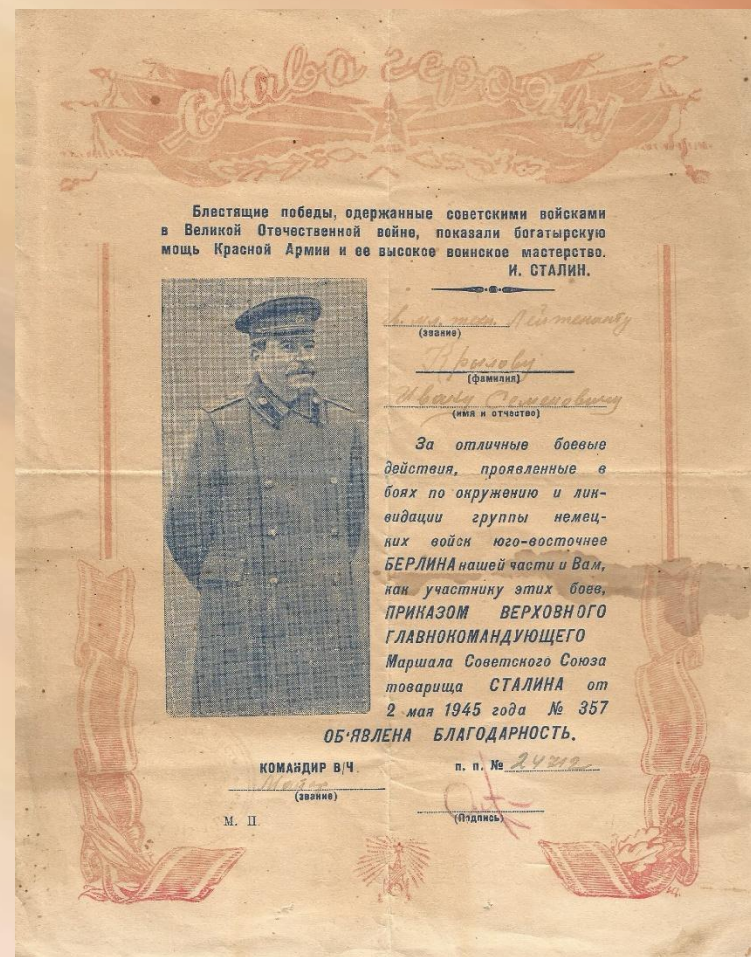 Слава героям!
Блестящие победы, одержанные советскими войсками
в Великой Отечественной войне, показали богатырскую
мощь Красной Армии и ее высокое воинское мастерство.
И. СТАЛИН.
мл. техн. Лейтенанту
(звание)
Крылову
(фамилия)
Ивану Семеновичу
(имя и отчество)
За отличные боевые
действия, проявленные в
боях по окружению и лик-
видации группы немец-
ких войск юго-восточнее
БЕРЛИНА нашей части и Вам,
как участнику этих боев,
ПРИКАЗОМ ВЕРХОВНОГО
ГЛАВНОКОМАНДУЮЩЕГО
Маршала Советского Союза
товарища СТАЛИНА от
2 мая 1945 года № 357
ОБ'ЯВЛЕНА БЛАГОДАРНОСТЬ.
КОМАНДИР В/Ч
(звание)
п. п. №
(Подпись)
М. П.